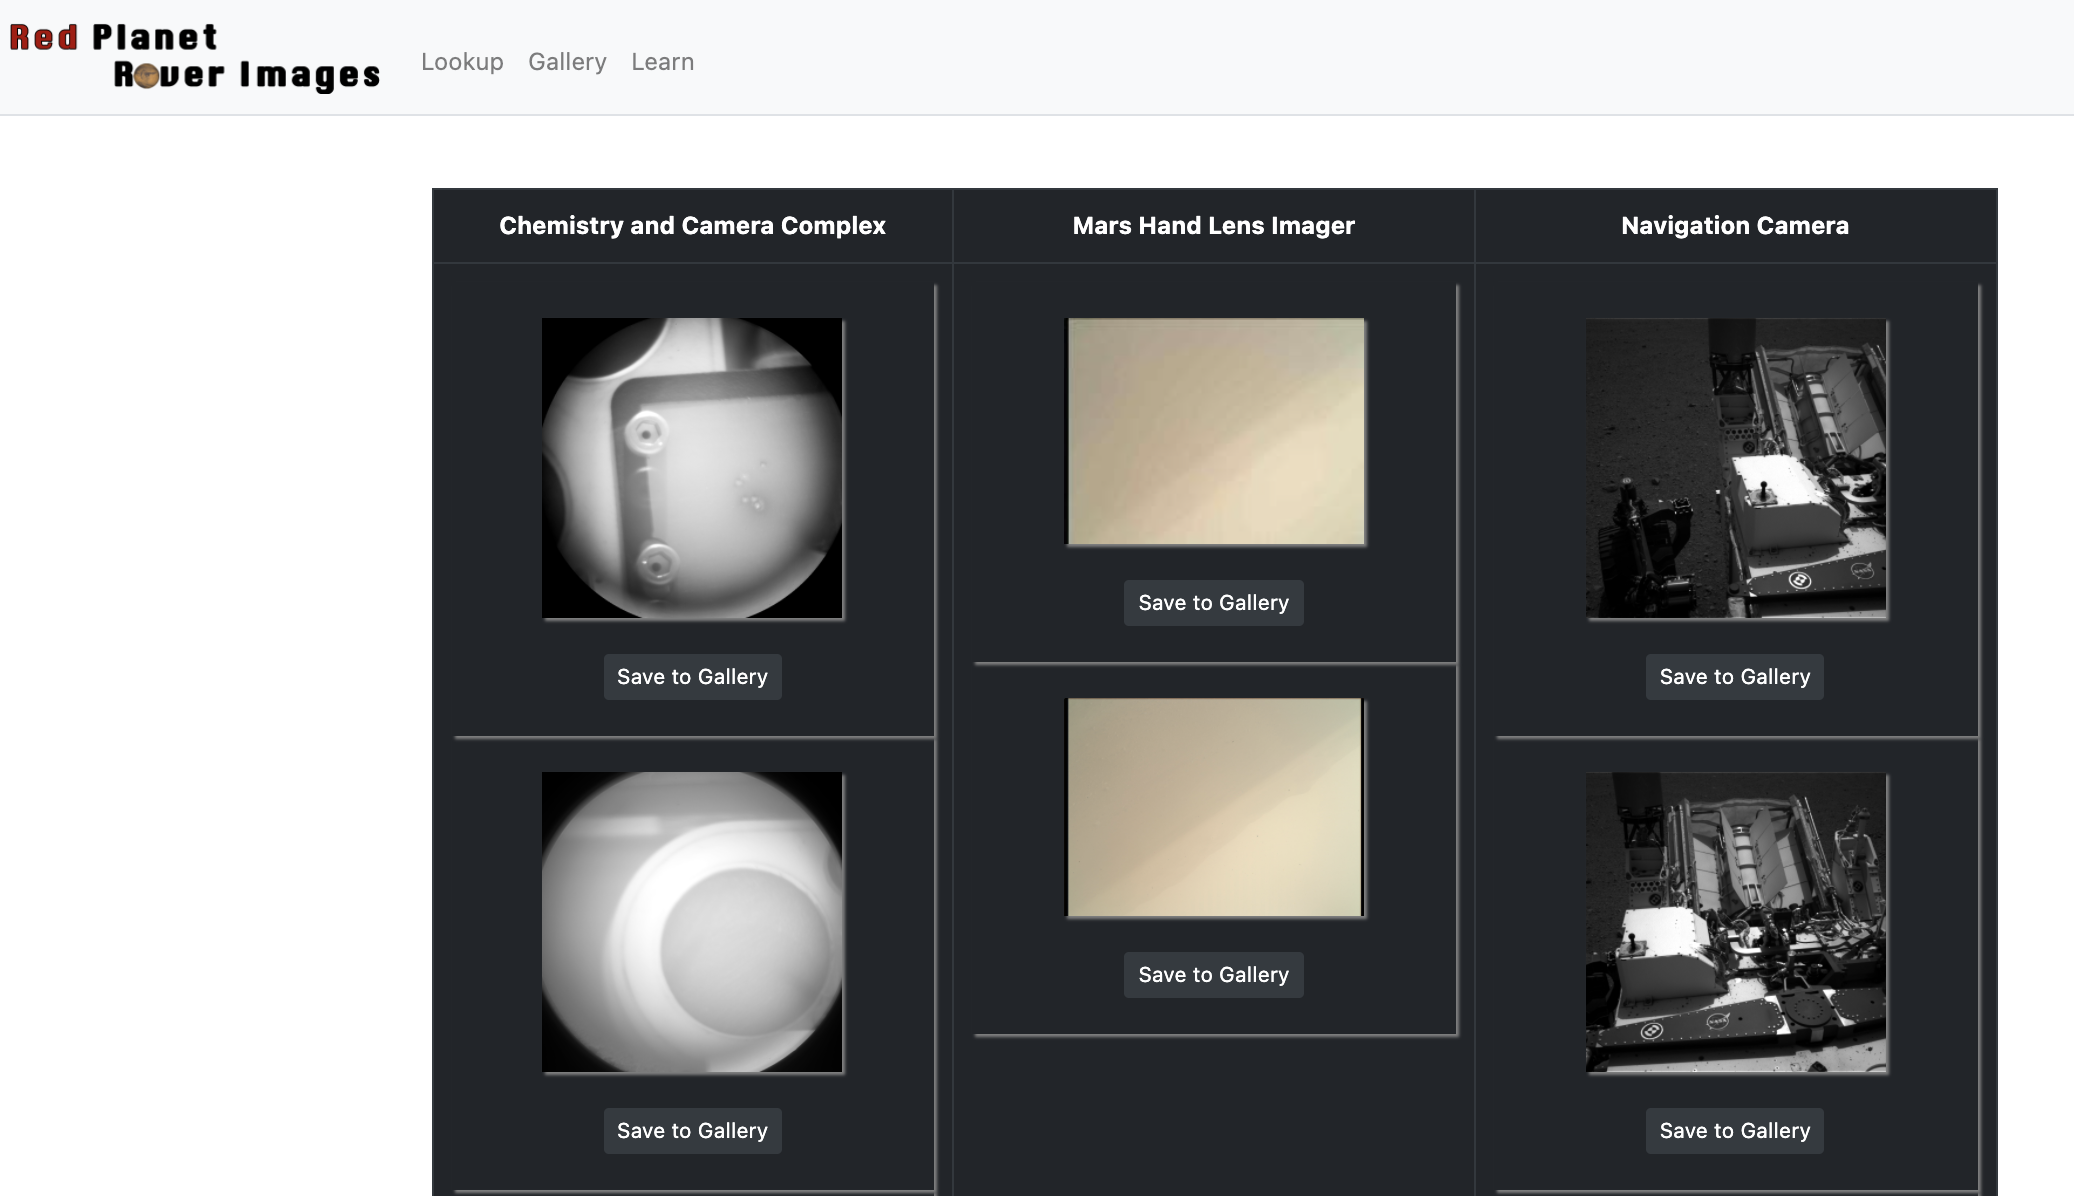 Red Planet
Rover Images
Lookup Gallery Learn
Chemistry and Camera Complex
Mars Hand Lens Imager
Navigation Camera
Save to Gallery
Save to Gallery
Save to Gallery
Save to Gallery
Save to Gallery
Save to Gallery